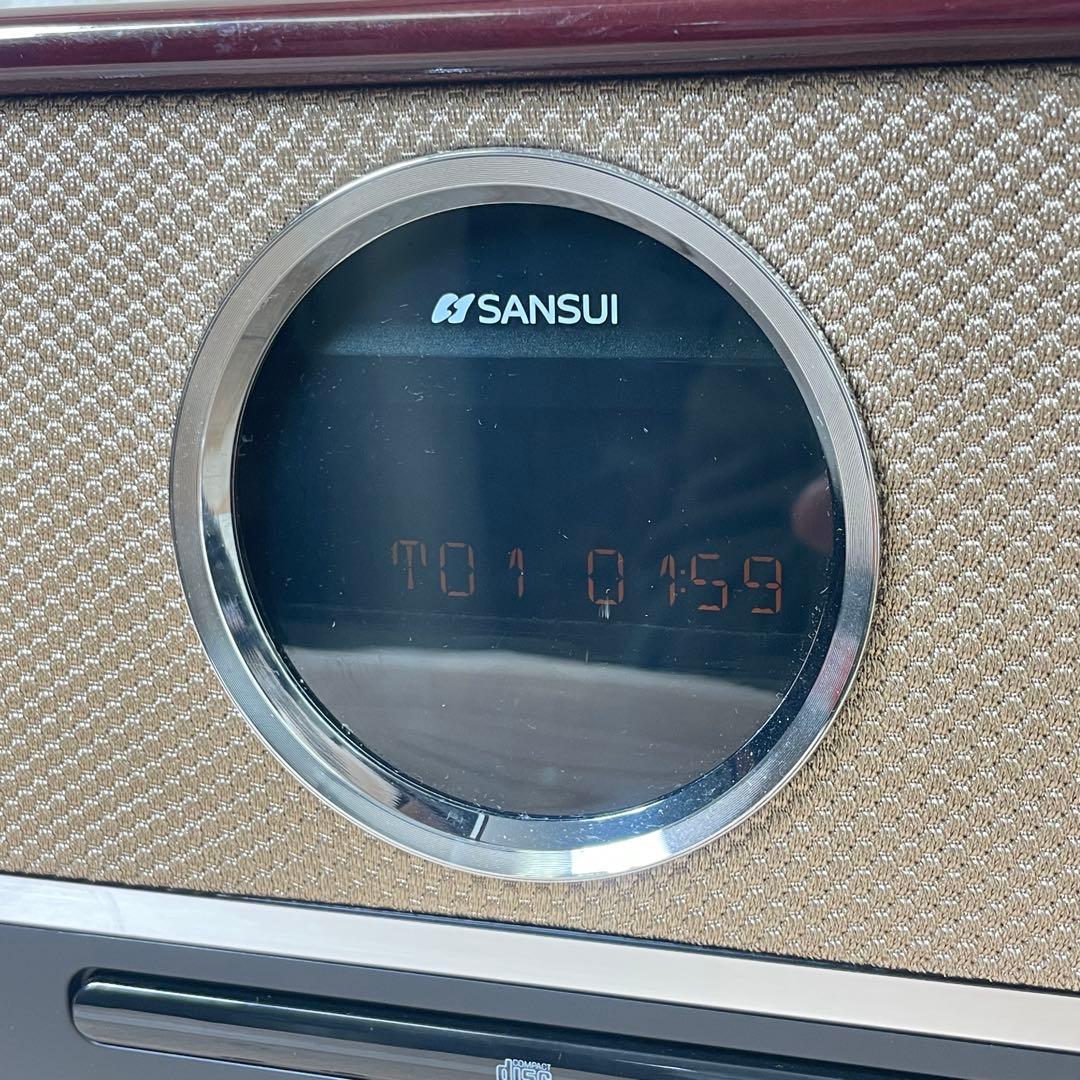 SANSUI
T01 01:59
COMPACT
disc